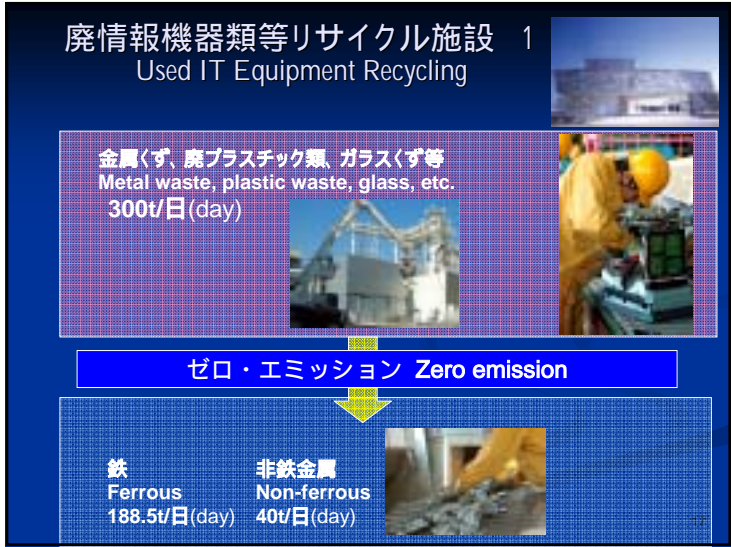 廃情報機器類等リサイクル施設 1
Used IT Equipment Recycling
金属くず、廃プラスチック類、ガラスくず等
Metal waste, plastic waste, glass, etc.
300t/日(day)
ゼロ・エミッション Zero emission
鉄 非鉄金属
Ferrous Non-ferrous
188.5t/日(day) 40t/日(day)